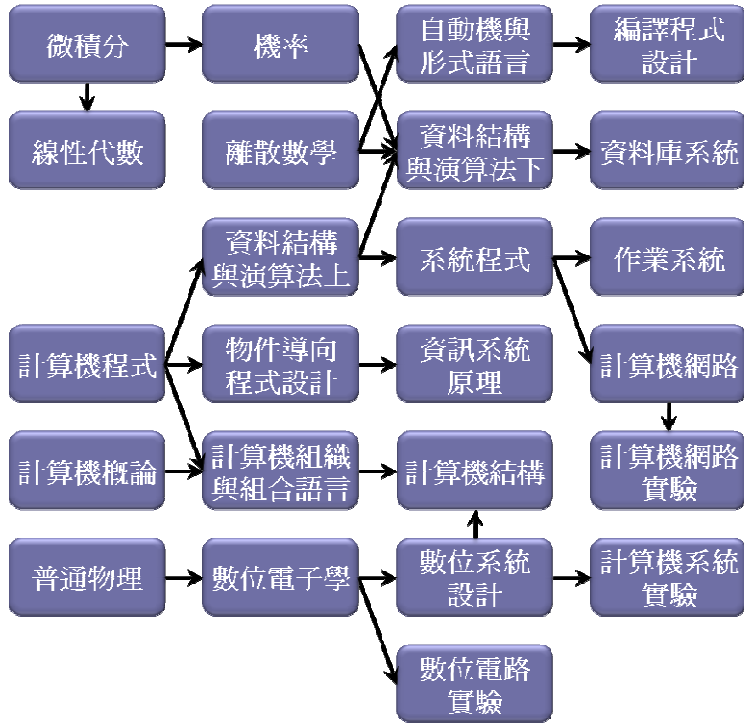 微積分
機率
自動機與
形式語言
編譯程式
設計
線性代數
離散數學
資料結構
與演算法下
資料庫系統
資料結構
與演算法上
系統程式
作業系統
計算機程式
物件導向
程式設計
資訊系統
原理
計算機網路
計算機概論
計算機組織
與組合語言
計算機結構
計算機網路
實驗
普通物理
數位電子學
數位系統
設計
計算機系統
實驗
數位電路
實驗